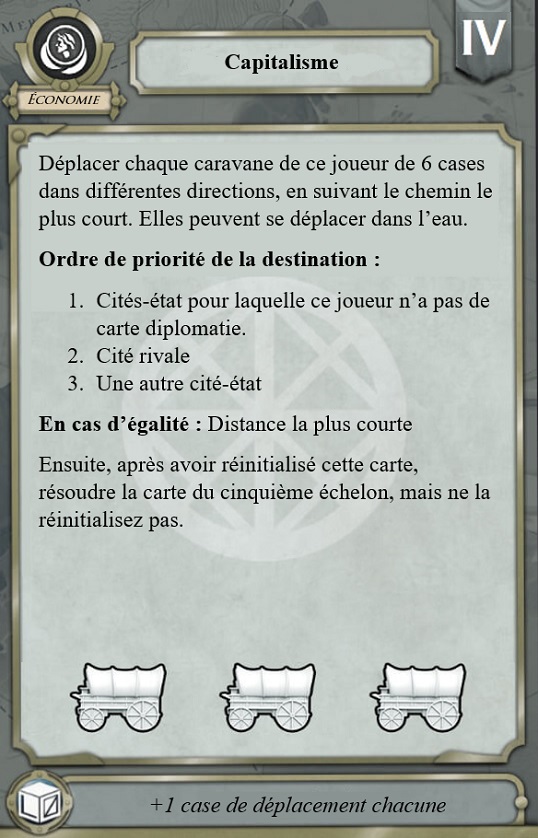 IV
Capitalisme
ÉCONOMIE
Déplacer chaque caravane de ce joueur de 6 cases
dans différentes directions, en suivant le chemin le
plus court. Elles peuvent se déplacer dans l’eau.
Ordre de priorité de la destination :
1. Cités-état pour laquelle ce joueur n’a pas de
carte diplomatie.
2. Cité rivale
3. Une autre cité-état
En cas d’égalité : Distance la plus courte
Ensuite, après avoir réinitialisé cette carte,
résoudre la carte du cinquième échelon, mais ne la
réinitialisez pas.
+1 case de déplacement chacune